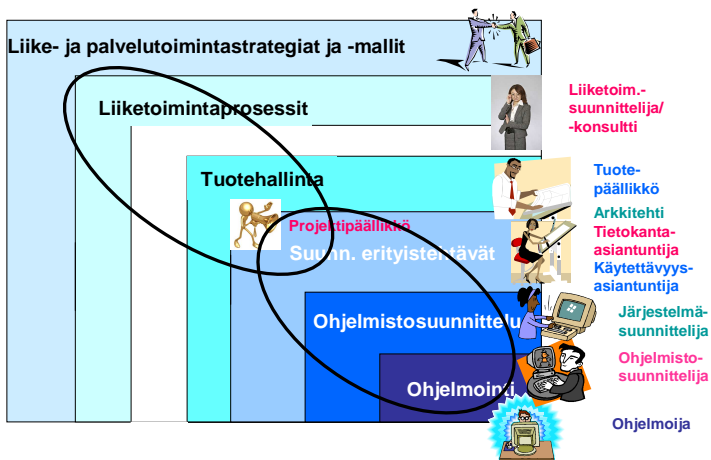 Liike- ja palvelutoimintastrategiat ja -mallit
Liiketoimintaprosessit
Liiketoim.-
suunnittelija/
-konsultti
Tuotehallinta
Tuote-
päällikkö
Arkkitehti
Projektipäällikkö
Tietokanta-
asiantuntija
Suunn. erityistehtävät
Käytettävyys-
asiantuntija
Ohjelmistosuunnittelu
Järjestelmä-
suunnittelija
Ohjelmisto-
suunnittelija
Ohjelmointi
Ohjelmoija